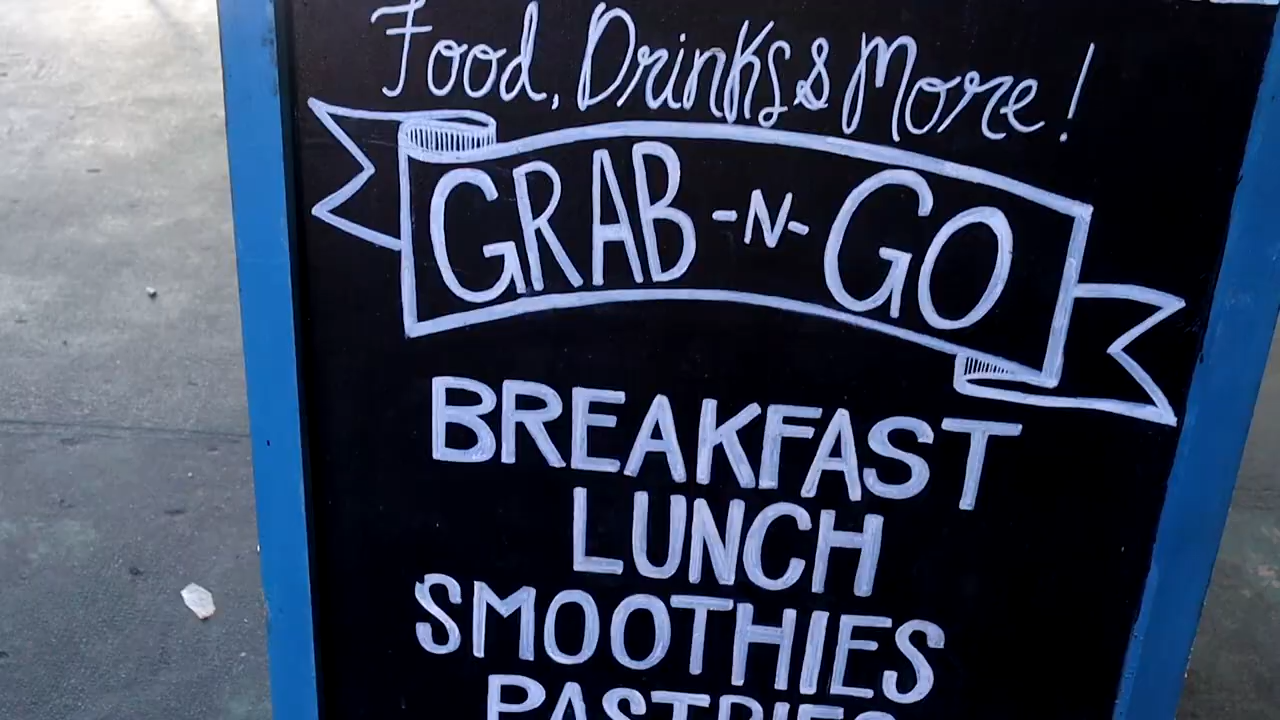 Food, Drinks & More!
GRAB -N- GO
BREAKFAST
LUNCH
SMOOTHIES
PASTRIES